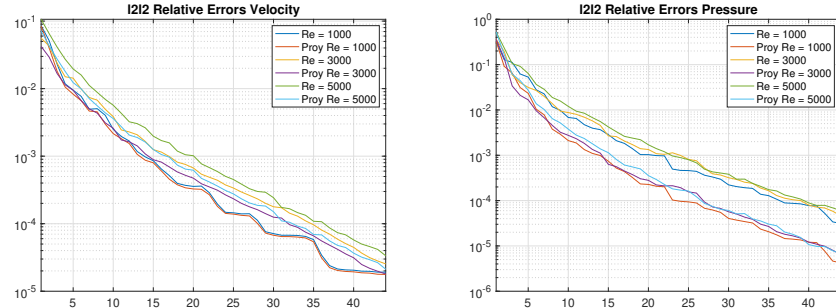 l2l2 Relative Errors Velocity
10^-1
10^-2
10^-3
10^-4
10^-5
5 10 15 20 25 30 35 40
Re = 1000
Proy Re = 1000
Re = 3000
Proy Re = 3000
Re = 5000
Proy Re = 5000
l2l2 Relative Errors Pressure
10^0
10^-1
10^-2
10^-3
10^-4
10^-5
10^-6
5 10 15 20 25 30 35 40
Re = 1000
Proy Re = 1000
Re = 3000
Proy Re = 3000
Re = 5000
Proy Re = 5000